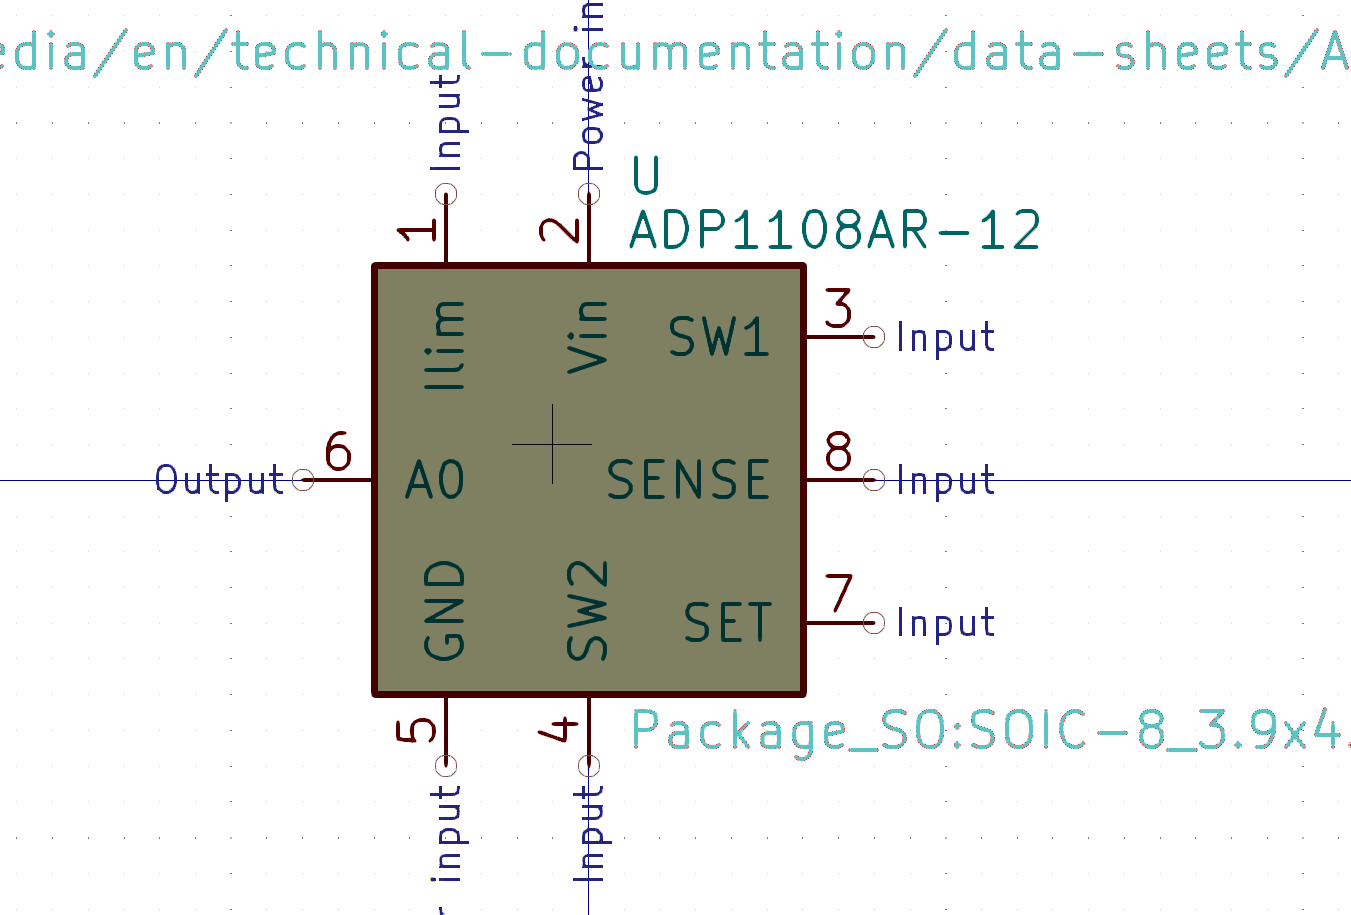 edia/en/technical-documentation/data-sheets/A
Input
Power in
U
ADP1108AR-12
1
2
3
Input
Ilim
Vin
SW1
Output
6
A0
SENSE
8
Input
GND
SW2
SET
7
Input
5
4
Package_SO:SOIC-8_3.9x4.
input
Input